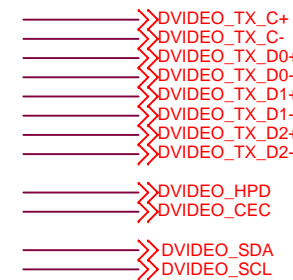 DVIDEO_TX_C+
DVIDEO_TX_C-
DVIDEO_TX_D0+
DVIDEO_TX_D0-
DVIDEO_TX_D1+
DVIDEO_TX_D1-
DVIDEO_TX_D2+
DVIDEO_TX_D2-
DVIDEO_HPD
DVIDEO_CEC
DVIDEO_SDA
DVIDEO_SCL